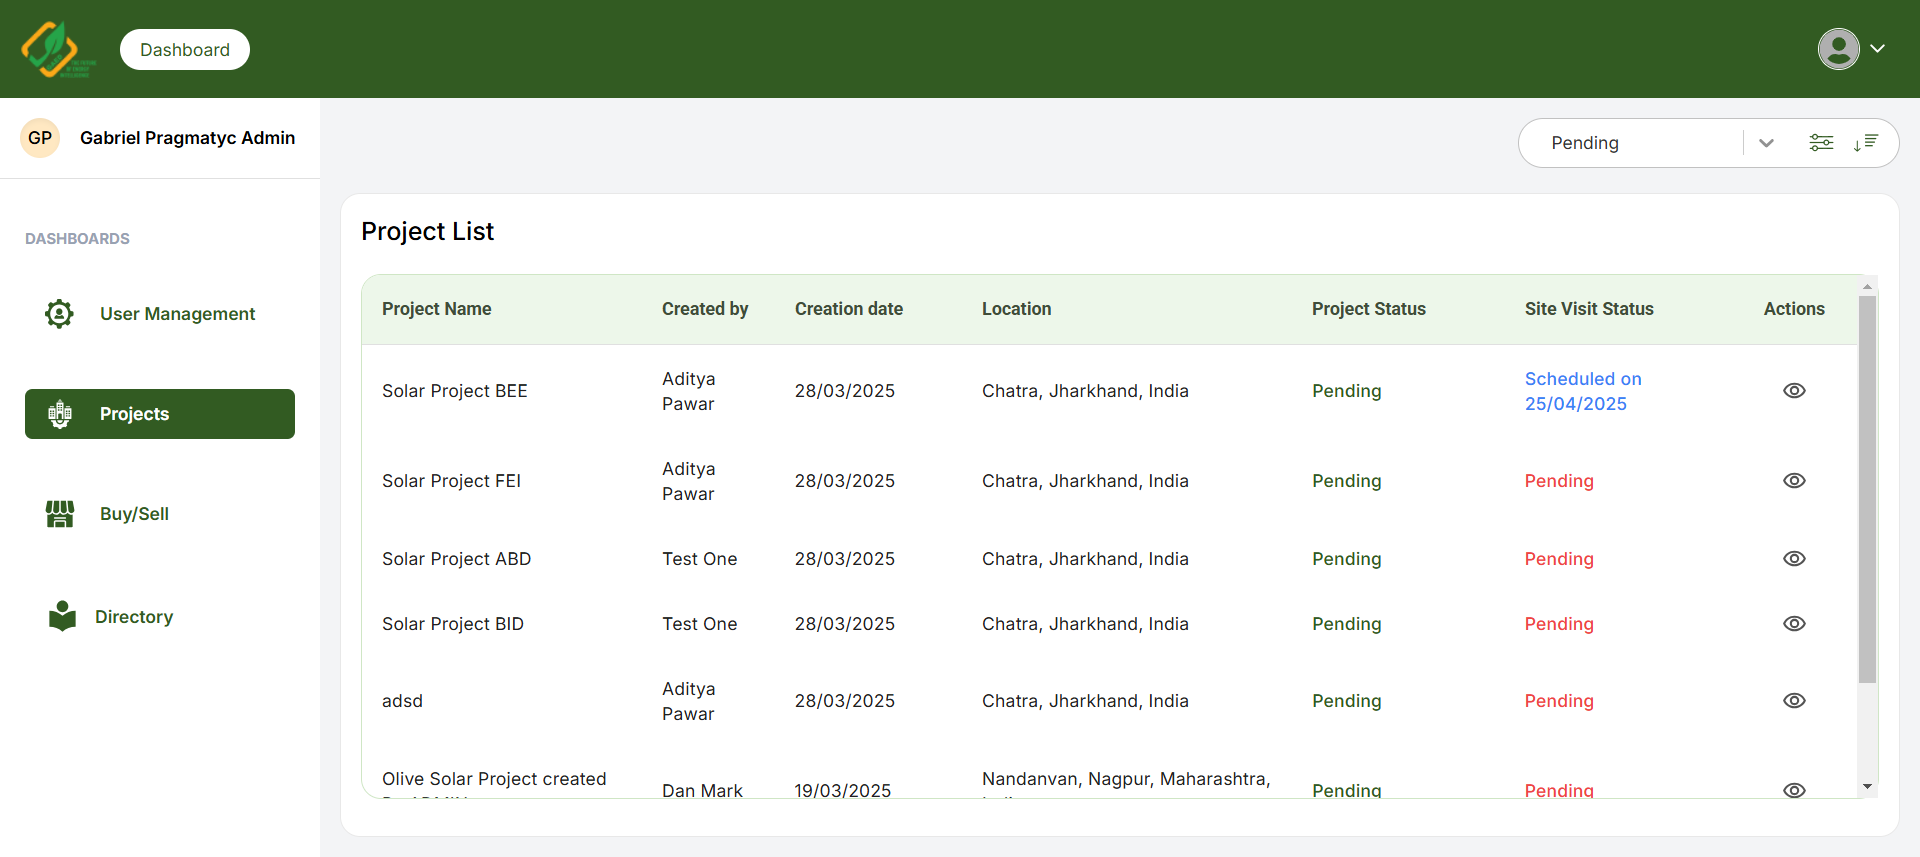 Dashboard
GP
Gabriel Pragmatyc Admin
Pending
DASHBOARDS
User Management
Projects
Buy/Sell
Directory
Project List
Project Name Created by Creation date Location Project Status Site Visit Status Actions
Solar Project BEE Aditya Pawar 28/03/2025 Chatra, Jharkhand, India Pending Scheduled on 25/04/2025
Solar Project FEI Aditya Pawar 28/03/2025 Chatra, Jharkhand, India Pending Pending
Solar Project ABD Test One 28/03/2025 Chatra, Jharkhand, India Pending Pending
Solar Project BID Test One 28/03/2025 Chatra, Jharkhand, India Pending Pending
adsd Aditya Pawar 28/03/2025 Chatra, Jharkhand, India Pending Pending
Olive Solar Project created Dan Mark 19/03/2025 Nandanvan, Nagpur, Maharashtra, Pending Pending